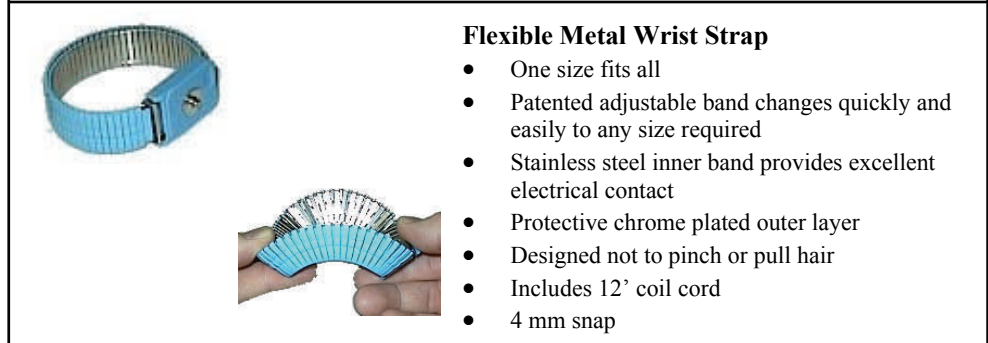 Flexible Metal Wrist Strap
• One size fits all
• Patented adjustable band changes quickly and
easily to any size required
• Stainless steel inner band provides excellent
electrical contact
• Protective chrome plated outer layer
• Designed not to pinch or pull hair
• Includes 12’ coil cord
• 4 mm snap